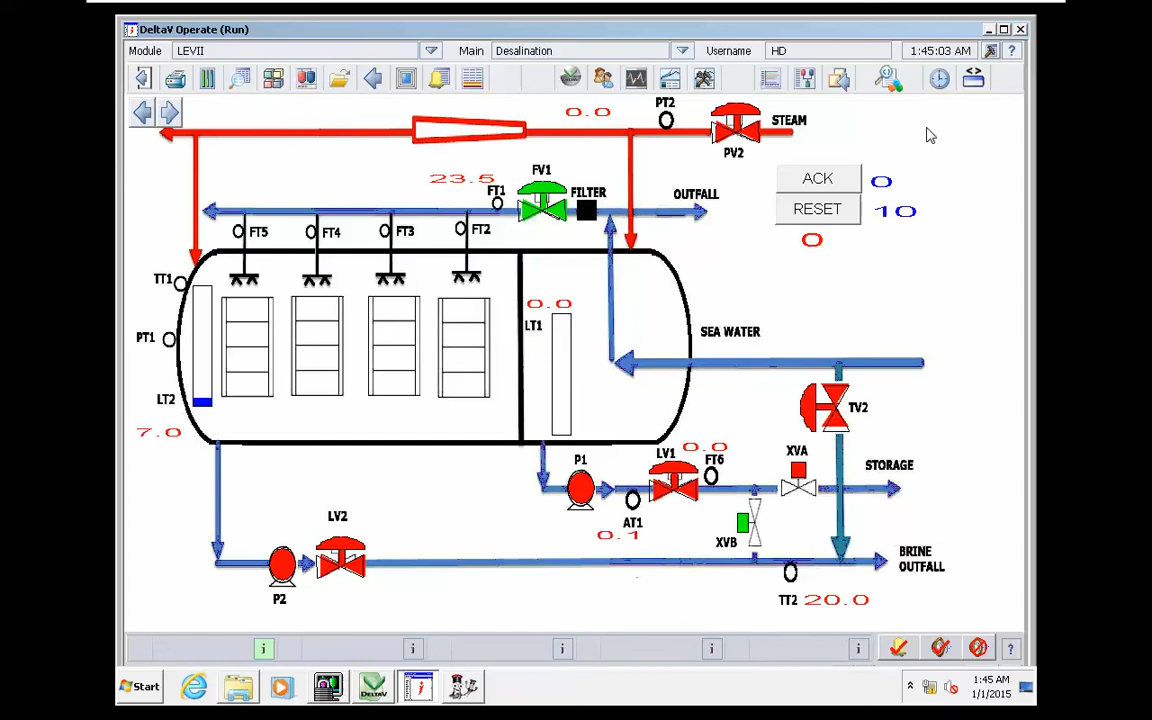 DeltaV Operate (Run)
Module LEVII Main Desalination Username HD 1:45:03 AM ?
0.0 PT2 STEAM
PV2
23.5 FT1 FV1 FILTER OUTFALL
ACK 0
RESET 10
0
FT5 FT4 FT3 FT2
TT1
PT1
LT2
7.0
0.0
LT1
SEA WATER
TV2
P1 LV1 0.0 FT6 XVA STORAGE
AT1
0.1
XVB
LV2
P2
BRINE
OUTFALL
TT2 20.0
i i i i i ?
Start 1:45 AM
1/1/2015